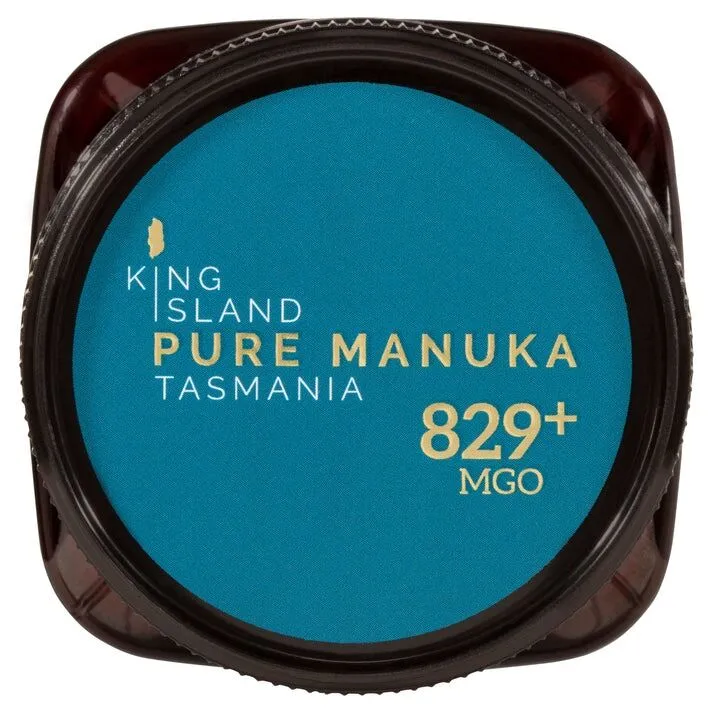 KING
ISLAND
PURE MANUKA
TASMANIA
829+
MGO